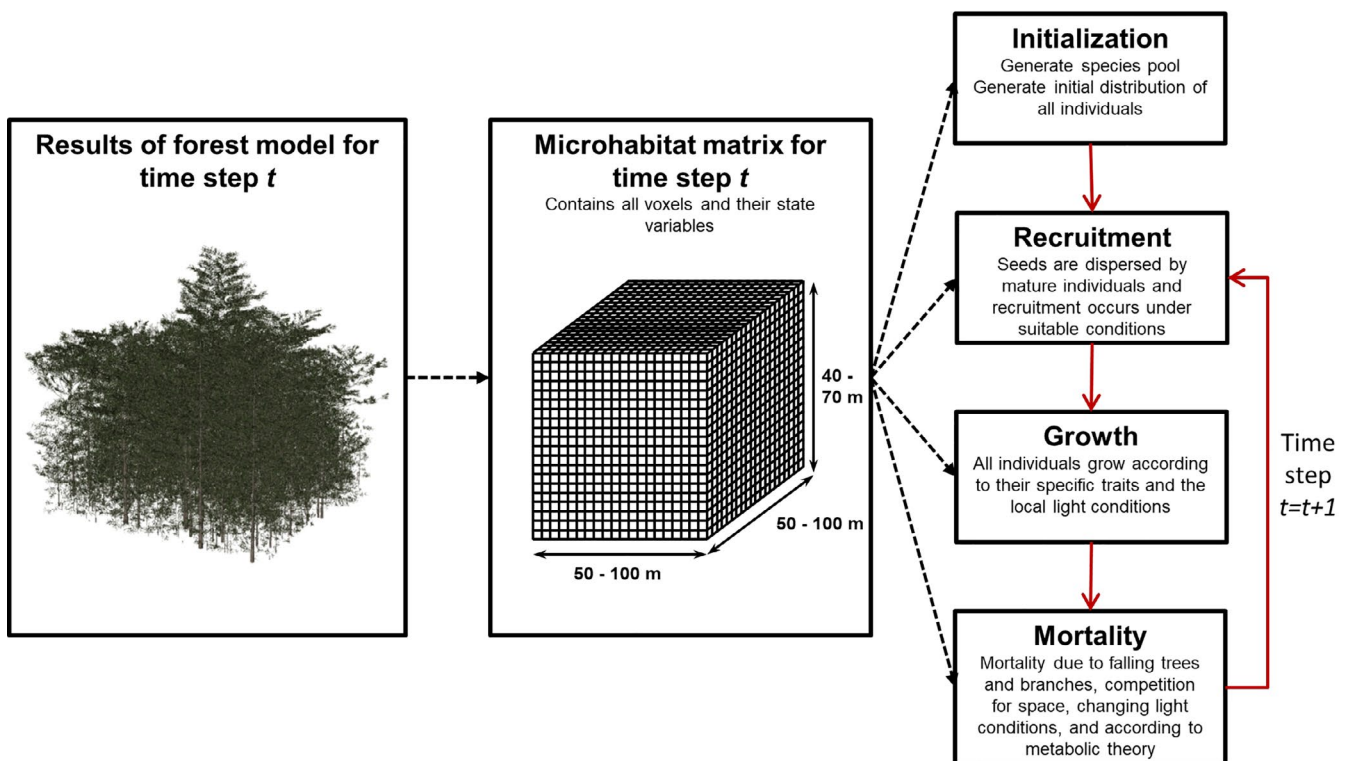 Results of forest model for
time step t
Microhabitat matrix for
time step t
Contains all voxels and their state
variables
40 -
70 m
50 - 100 m
50 - 100 m
Initialization
Generate species pool
Generate initial distribution of
all individuals
Recruitment
Seeds are dispersed by
mature individuals and
recruitment occurs under
suitable conditions
Growth
All individuals grow according
to their specific traits and the
local light conditions
Mortality
Mortality due to falling trees
and branches, competition
for space, changing light
conditions, and according to
metabolic theory
Time
step
t=t+1